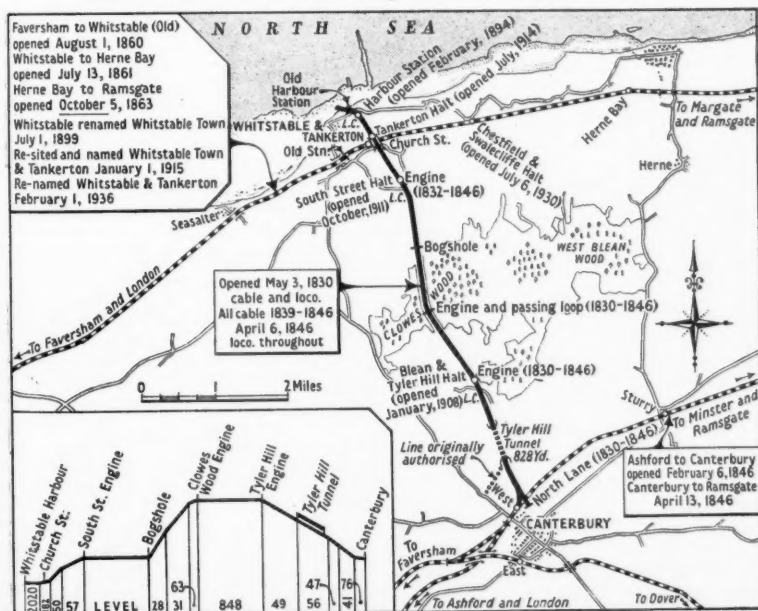 NORTH SEA
Faversham to Whitstable (Old)
opened August 1, 1860
Whitstable to Herne Bay
opened July 13, 1861
Herne Bay to Ramsgate
opened October 5, 1863
Whitstable renamed Whitstable Town
July 1, 1899
Re-sited and named Whitstable Town
& Tankerton January 1, 1915
Re-named Whitstable & Tankerton
February 1, 1936
Old
Harbour
Station
Harbour Station
(opened February, 1894)
L.C.
Tankerton Halt (opened July, 1914)
WHITSTABLE &
TANKERTON
Old Stn.
Church St.
Herne Bay
To Margate
and Ramsgate
Chestfield &
Swalecliffe Halt
(opened July 6, 1930)
Herne
Engine
(1832-1846)
L.C.
South Street Halt
(opened
October, 1911)
Seasalter
Bogshole
WEST BLEAN
WOOD
Opened May 3, 1830
cable and loco.
All cable 1839-1846
April 6, 1846
loco. throughout
CLOWES WOOD
Engine and passing loop (1830-1846)
To Faversham and London
0 1 2 Miles
Blean &
Tyler Hill Halt
(opened
January, 1908)
Engine (1830-1846)
L.C.
Sturry
To Minster and
Ramsgate
Tyler Hill
Tunnel
828 Yd.
Line originally
authorised
North Lane (1830-1846)
West
Ashford to Canterbury
opened February 6, 1846
Canterbury to Ramsgate
April 13, 1846
CANTERBURY
East
To
Faversham
To Ashford and London
To Dover
Whitstable Harbour
Church St.
South St. Engine
Bogshole
Clowes
Wood Engine
Tyler Hill
Engine
Tyler Hill
Tunnel
Canterbury
57 LEVEL 28 31 63 848 49 56 47 41 76